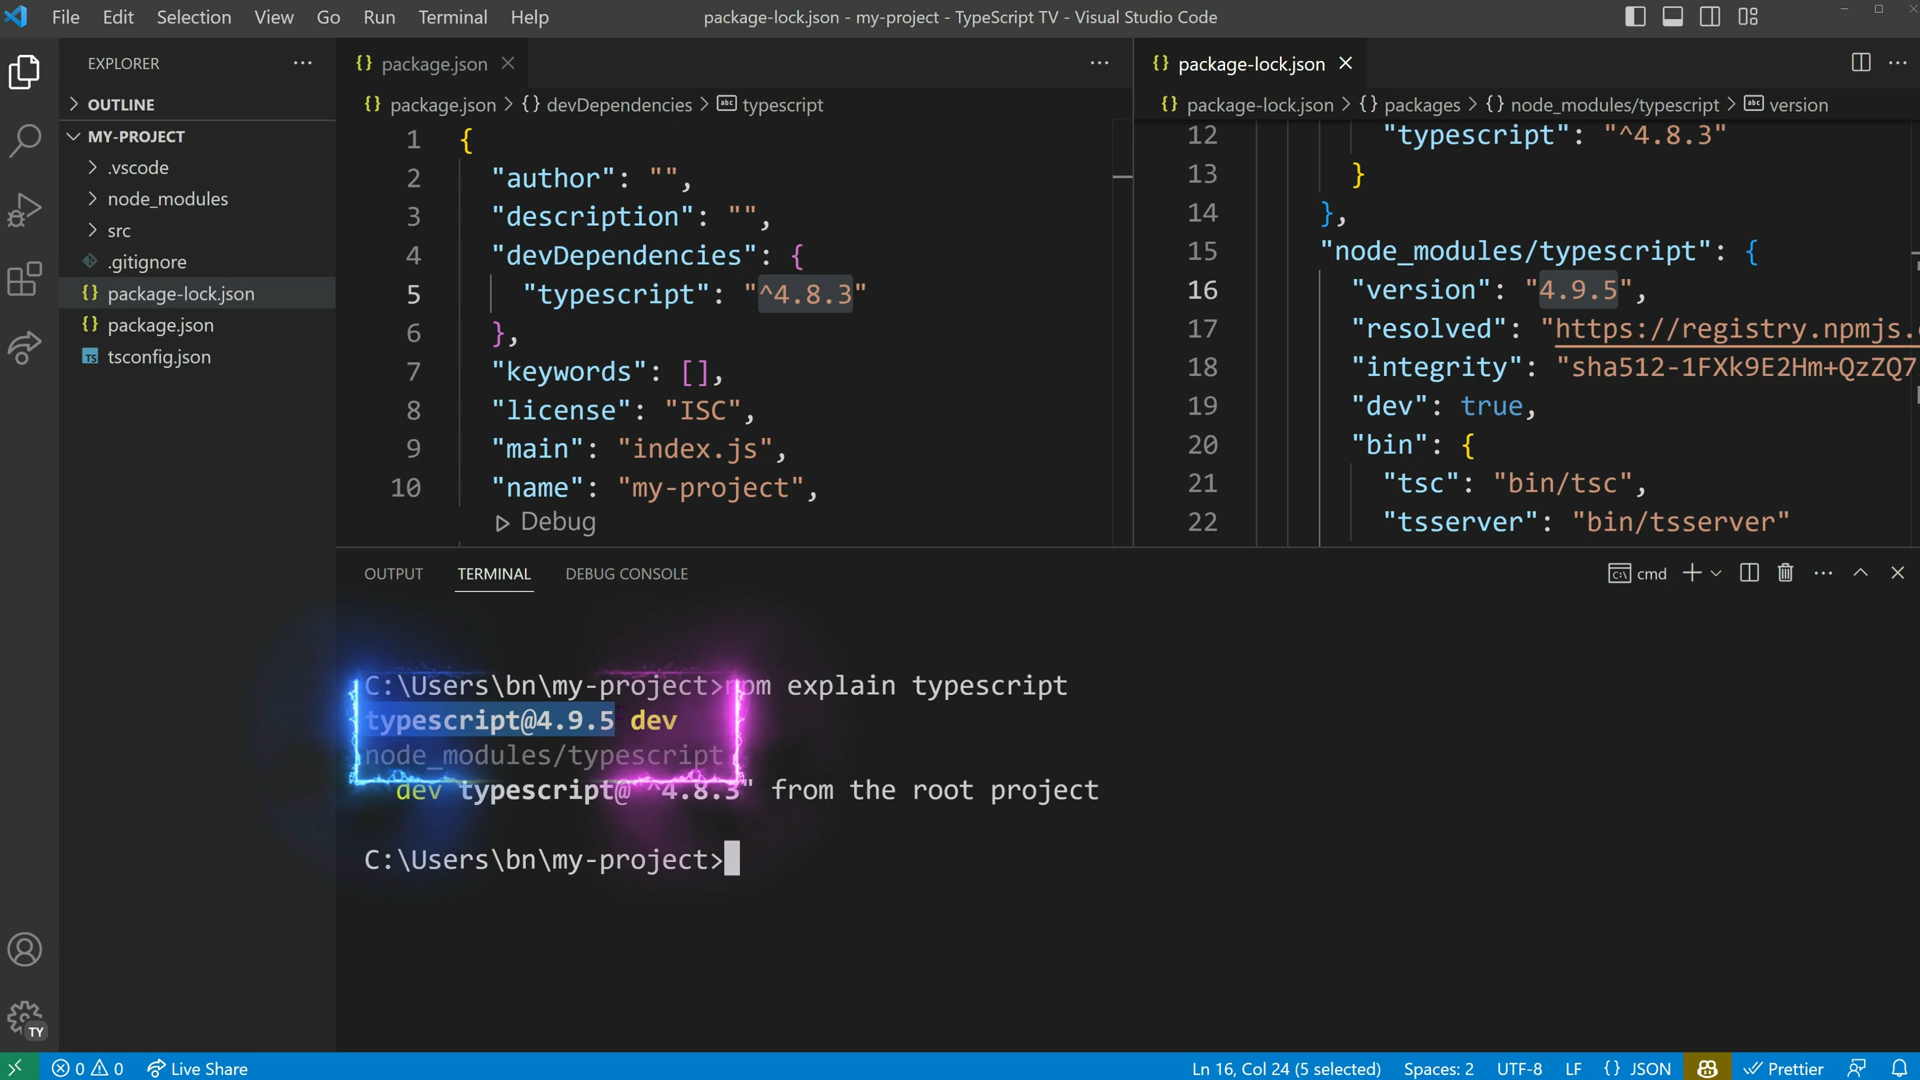 File Edit Selection View Go Run Terminal Help
package-lock.json - my-project - TypeScript TV - Visual Studio Code
EXPLORER
OUTLINE
MY-PROJECT
.vscode
node_modules
src
.gitignore
package-lock.json
package.json
TS tsconfig.json
TY
{} package.json
{} package.json > {} devDependencies > abc typescript
1 {
2 "author": "",
3 "description": "",
4 "devDependencies": {
5 "typescript": "^4.8.3"
6 },
7 "keywords": [],
8 "license": "ISC",
9 "main": "index.js",
10 "name": "my-project",
Debug
{} package-lock.json
{} package-lock.json > {} packages > {} node_modules/typescript > abc version
12 "typescript": "^4.8.3"
13 }
14 },
15 "node_modules/typescript": {
16 "version": "4.9.5",
17 "resolved": "https://registry.npmjs.
18 "integrity": "sha512-1FXk9E2Hm+QzZQ7
19 "dev": true,
20 "bin": {
21 "tsc": "bin/tsc",
22 "tsserver": "bin/tsserver"
OUTPUT TERMINAL DEBUG CONSOLE
cmd
C:\Users\bn\my-project>npm explain typescript
typescript@4.9.5 dev
node_modules/typescript
dev typescript@"^4.8.3" from the root project
C:\Users\bn\my-project>
0 0 Live Share
Ln 16, Col 24 (5 selected) Spaces: 2 UTF-8 LF {} JSON Prettier